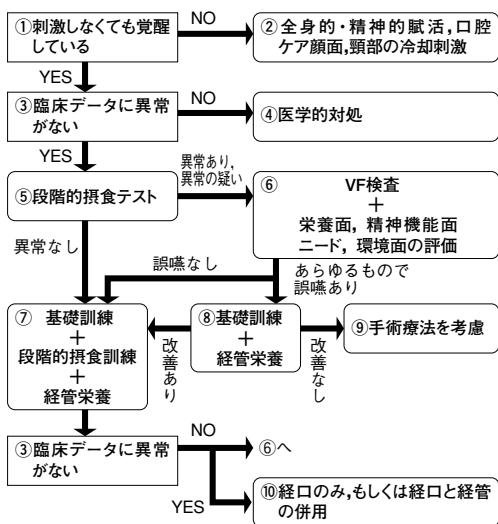 ①刺激しなくても覚醒
している
NO
②全身的・精神的賦活,口腔
ケア顔面,頸部の冷却刺激
YES
③臨床データに異常
がない
NO
④医学的対処
YES
⑤段階的摂食テスト
異常あり,
異常の疑い
⑥
VF検査
+
栄養面, 精神機能面
ニード, 環境面の評価
異常なし
誤嚥なし
あらゆるもので
誤嚥あり
⑦ 基礎訓練
+
段階的摂食訓練
+
経管栄養
改善あり
⑧基礎訓練
+
経管栄養
改善なし
⑨手術療法を考慮
③臨床データに異常
がない
NO
⑥へ
YES
⑩経口のみ,もしくは経口と経管
の併用